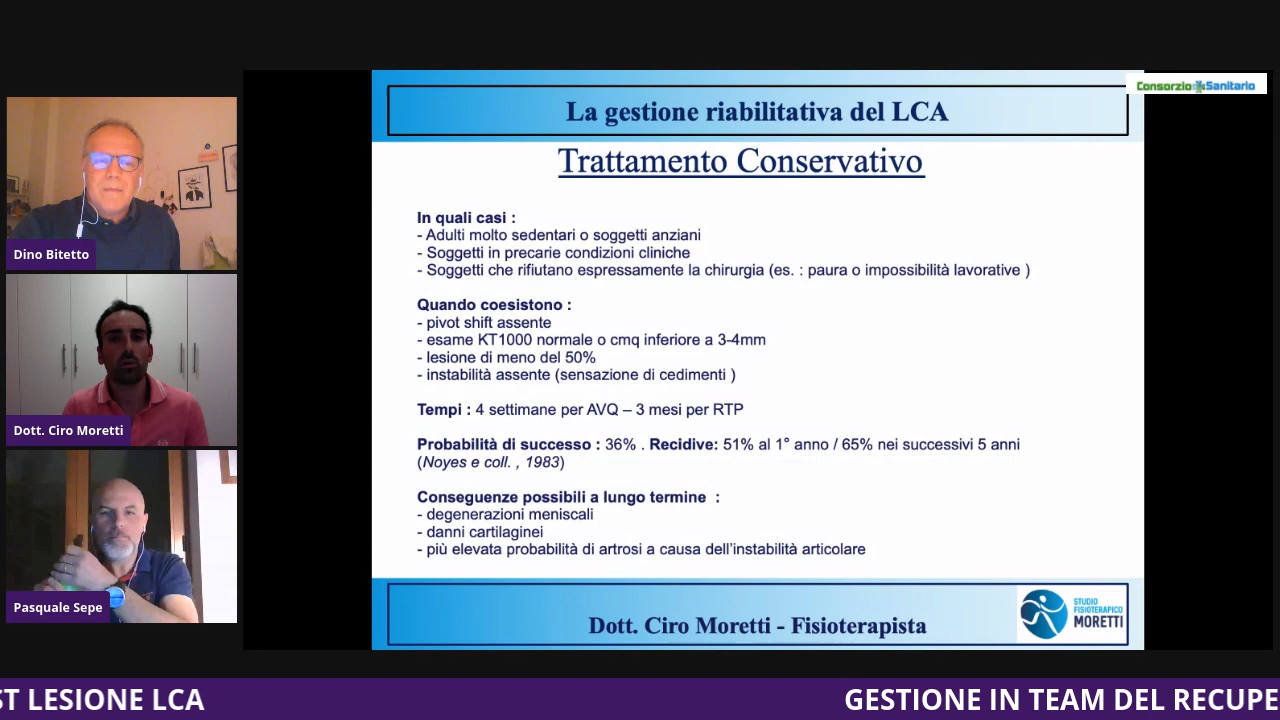 Consorzio Sanitario
La gestione riabilitativa del LCA
Trattamento Conservativo
In quali casi :
- Adulti molto sedentari o soggetti anziani
- Soggetti in precarie condizioni cliniche
- Soggetti che rifiutano espressamente la chirurgia (es. : paura o impossibilità lavorative )
Quando coesistono :
- pivot shift assente
- esame KT1000 normale o cmq inferiore a 3-4mm
- lesione di meno del 50%
- instabilità assente (sensazione di cedimenti )
Tempi : 4 settimane per AVQ – 3 mesi per RTP
Probabilità di successo : 36% . Recidive: 51% al 1° anno / 65% nei successivi 5 anni
(Noyes e coll. , 1983)
Conseguenze possibili a lungo termine :
- degenerazioni meniscali
- danni cartilaginei
- più elevata probabilità di artrosi a causa dell’instabilità articolare
Dott. Ciro Moretti - Fisioterapista
STUDIO
FISIOTERAPICO
MORETTI
Dino Bitetto
Dott. Ciro Moretti
Pasquale Sepe
ST LESIONE LCA
GESTIONE IN TEAM DEL RECUPE